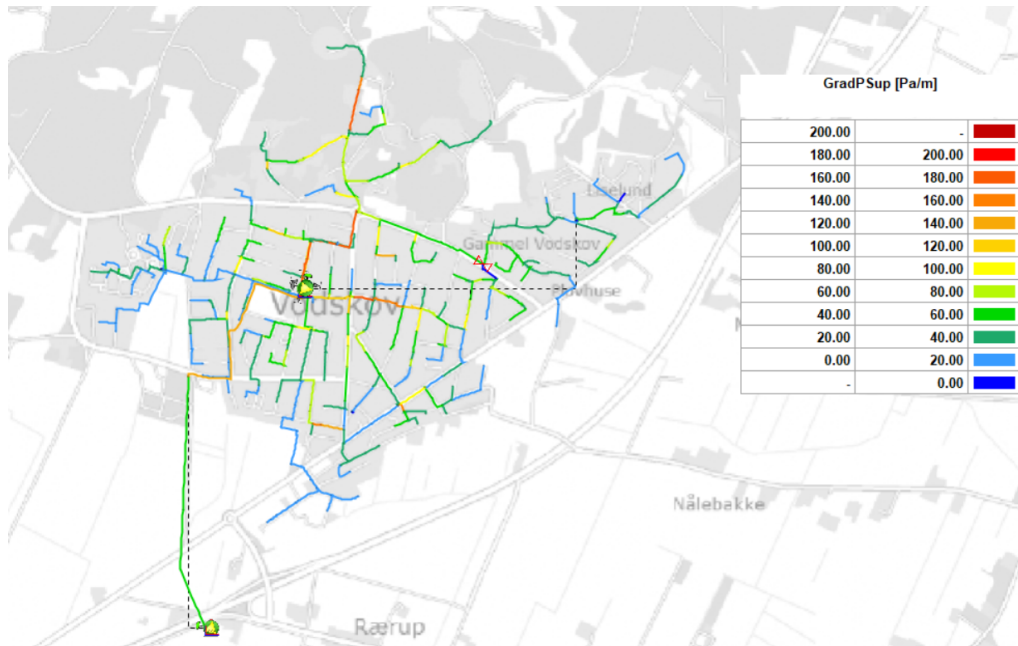 GradPSup [Pa/m]
200.00 -
180.00 200.00
160.00 180.00
140.00 160.00
120.00 140.00
100.00 120.00
80.00 100.00
60.00 80.00
40.00 60.00
20.00 40.00
0.00 20.00
- 0.00
Liselund
Gammel Vodskov
Vodskov
Nålebakke
Rærup